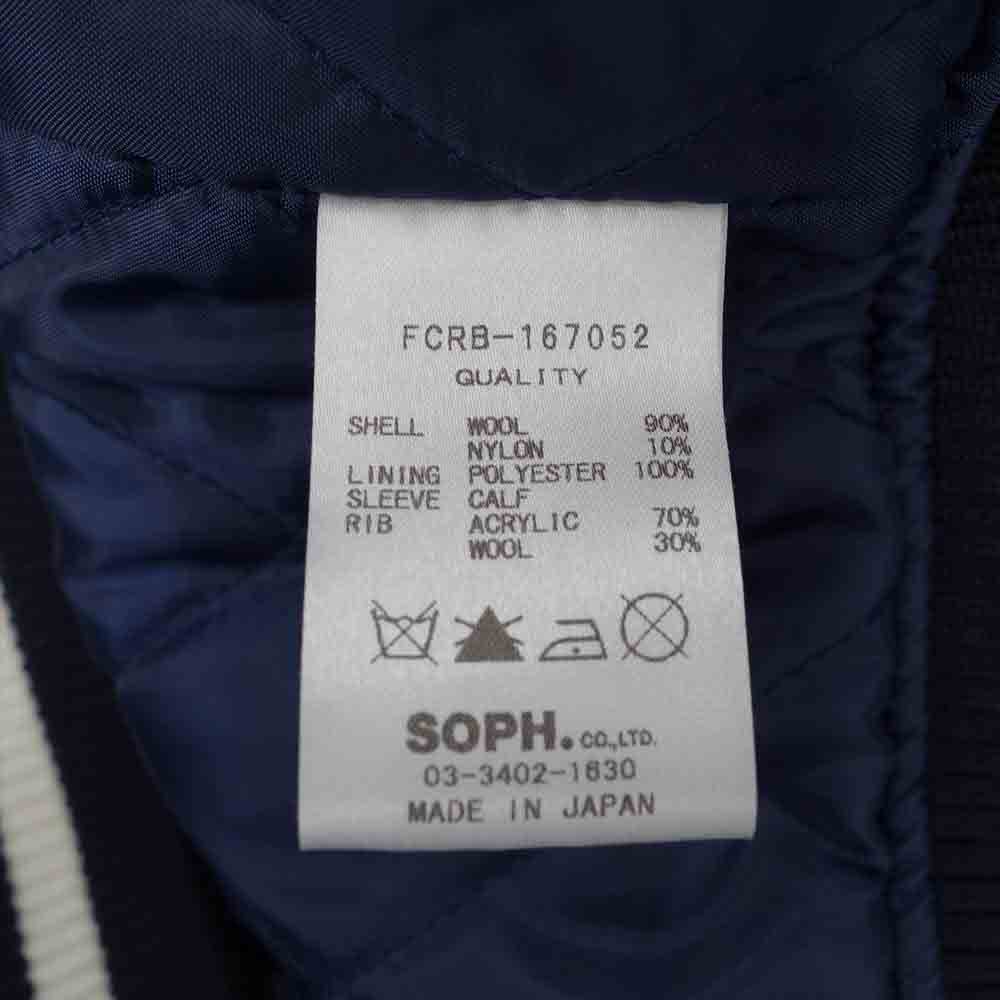 FCRB-167052
QUALITY
SHELL WOOL 90%
NYLON 10%
LINING POLYESTER 100%
SLEEVE CALF
RIB ACRYLIC 70%
WOOL 30%
SOPH. CO.,LTD.
03-3402-1630
MADE IN JAPAN